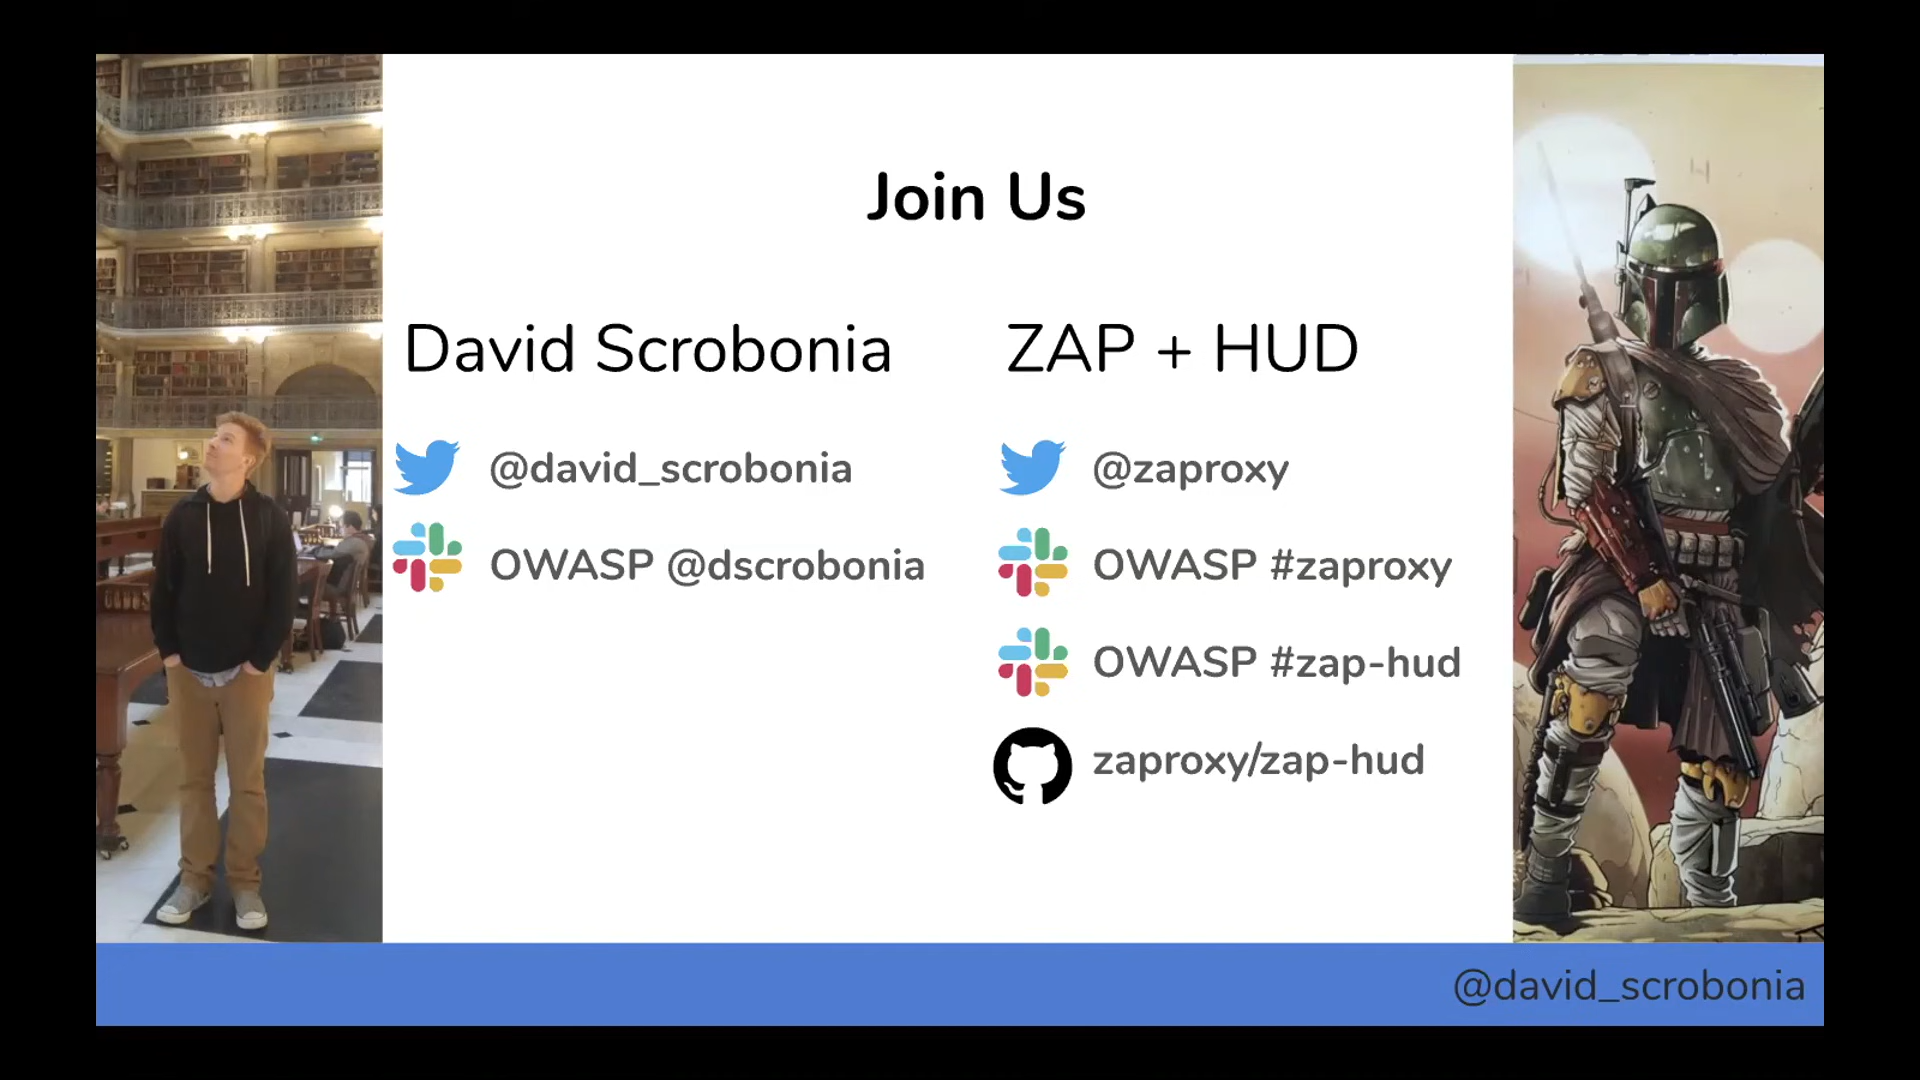 Join Us
David Scrobonia
@david_scrobonia
OWASP @dscrobonia
ZAP + HUD
@zaproxy
OWASP #zaproxy
OWASP #zap-hud
zaproxy/zap-hud
@david_scrobonia